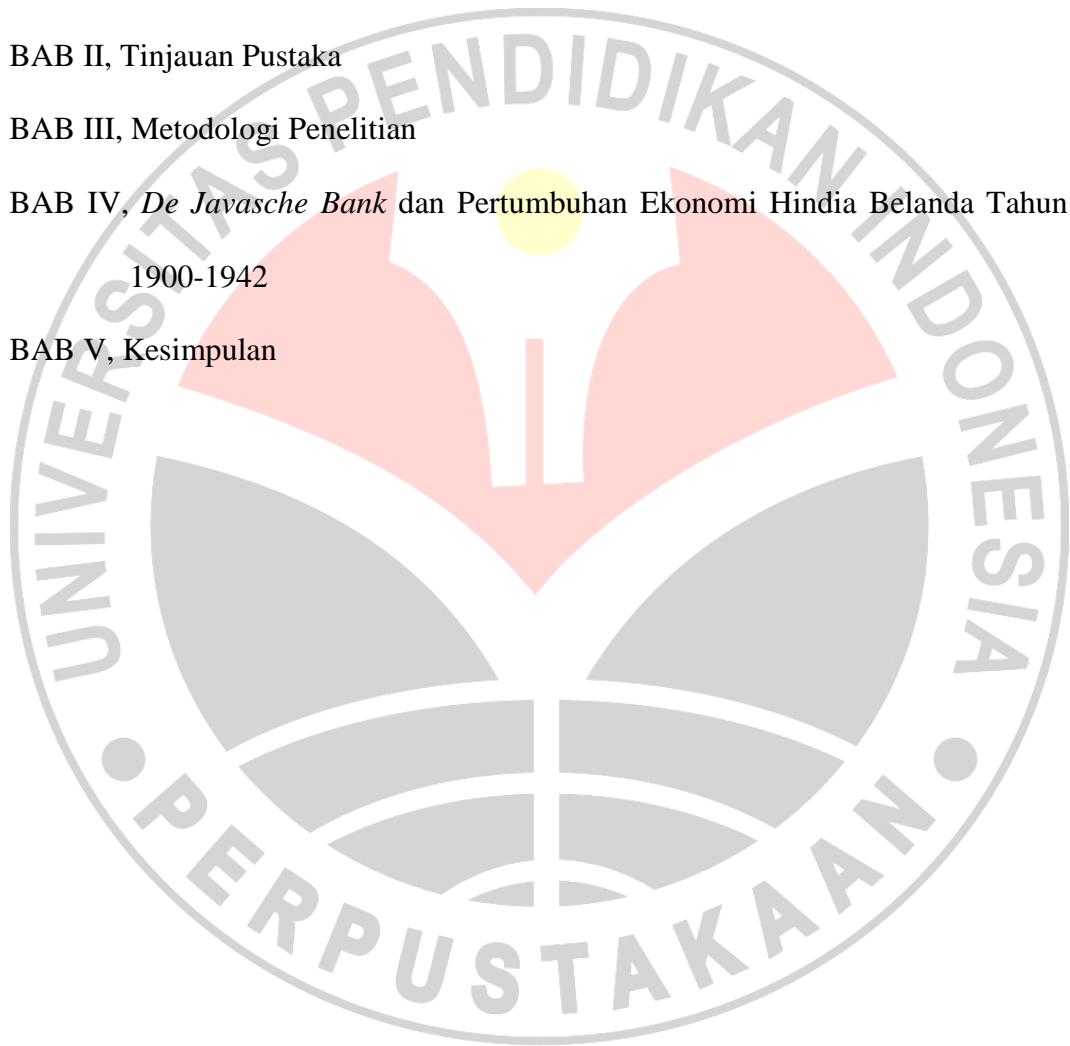 BAB II, Tinjauan Pustaka
BAB III, Metodologi Penelitian
BAB IV, De Javasche Bank dan Pertumbuhan Ekonomi Hindia Belanda Tahun
1900-1942
BAB V, Kesimpulan
UNIVERSITAS PENDIDIKAN INDONESIA
PERPUSTAKAAN